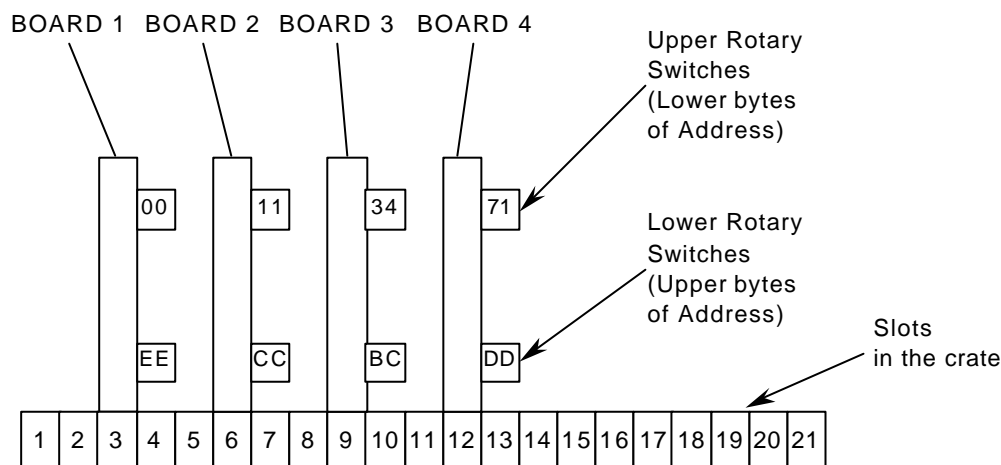 BOARD 1 BOARD 2 BOARD 3 BOARD 4
Upper Rotary
Switches
(Lower bytes
of Address)
00 11 34 71
Lower Rotary
Switches
(Upper bytes
of Address)
EE CC BC DD
Slots
in the crate
1 2 3 4 5 6 7 8 9 10 11 12 13 14 15 16 17 18 19 20 21